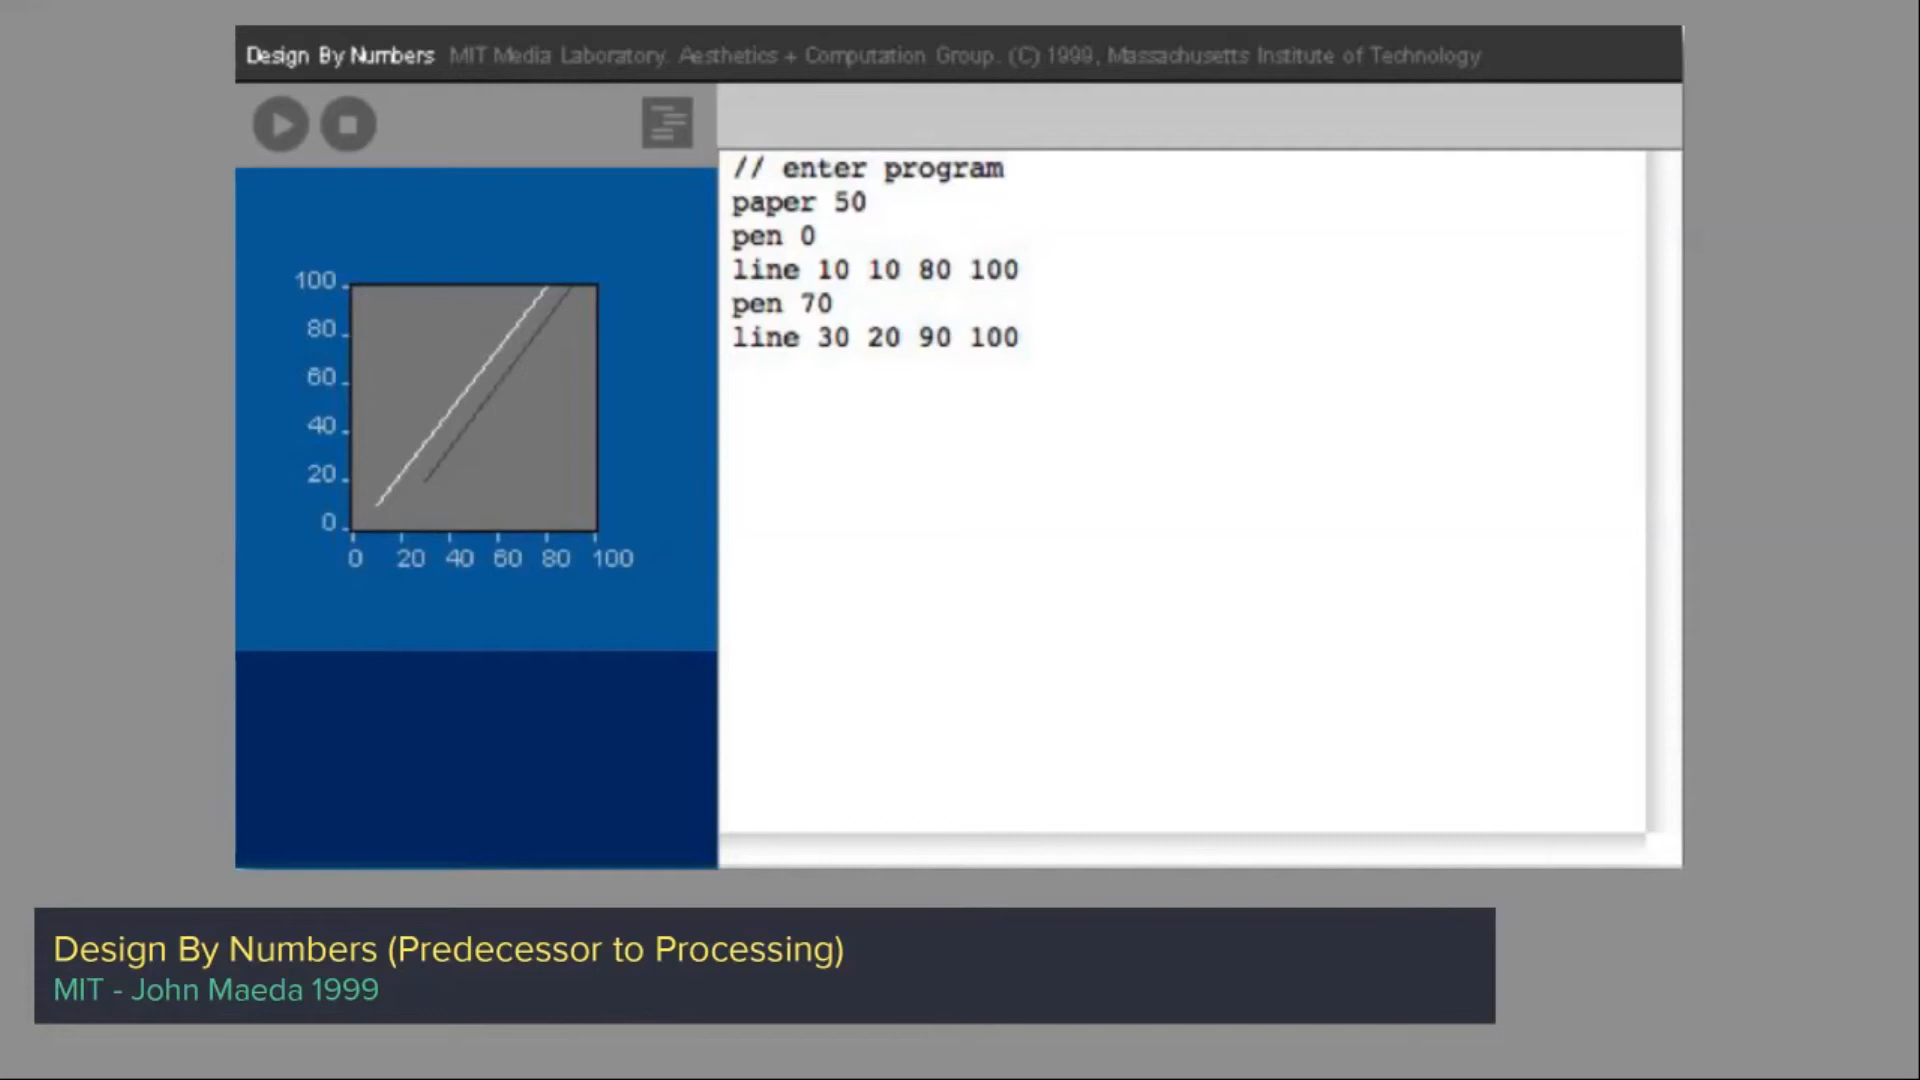 Design By Numbers MIT Media Laboratory. Aesthetics + Computation Group. (C) 1999, Massachusetts Institute of Technology
// enter program
paper 50
pen 0
line 10 10 80 100
pen 70
line 30 20 90 100
100
80
60
40
20
0
0 20 40 60 80 100
Design By Numbers (Predecessor to Processing)
MIT - John Maeda 1999